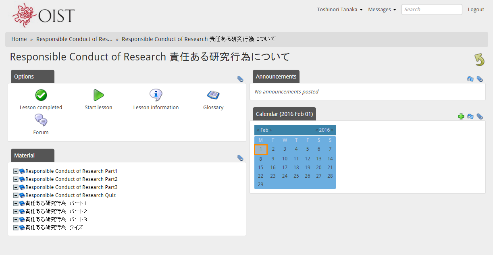 OIST
Toshinori Tanaka
Messages
Search
Logout
Home » Responsible Conduct of Res... » Responsible Conduct of Research 責任ある研究行為について
Responsible Conduct of Research 責任ある研究行為について
Options
Lesson completed
Start lesson
Lesson information
Glossary
Forum
Material
Responsible Conduct of Research Part1
Responsible Conduct of Research Part2
Responsible Conduct of Research Part3
Responsible Conduct of Research Quiz
責任ある研究行為 パート1
責任ある研究行為 パート2
責任ある研究行為 パート3
責任ある研究行為 クイズ
Announcements
No announcements posted
Calendar (2016 Feb 01)
Feb 2016
M T W T F S S
1 2 3 4 5 6 7
8 9 10 11 12 13 14
15 16 17 18 19 20 21
22 23 24 25 26 27 28
29